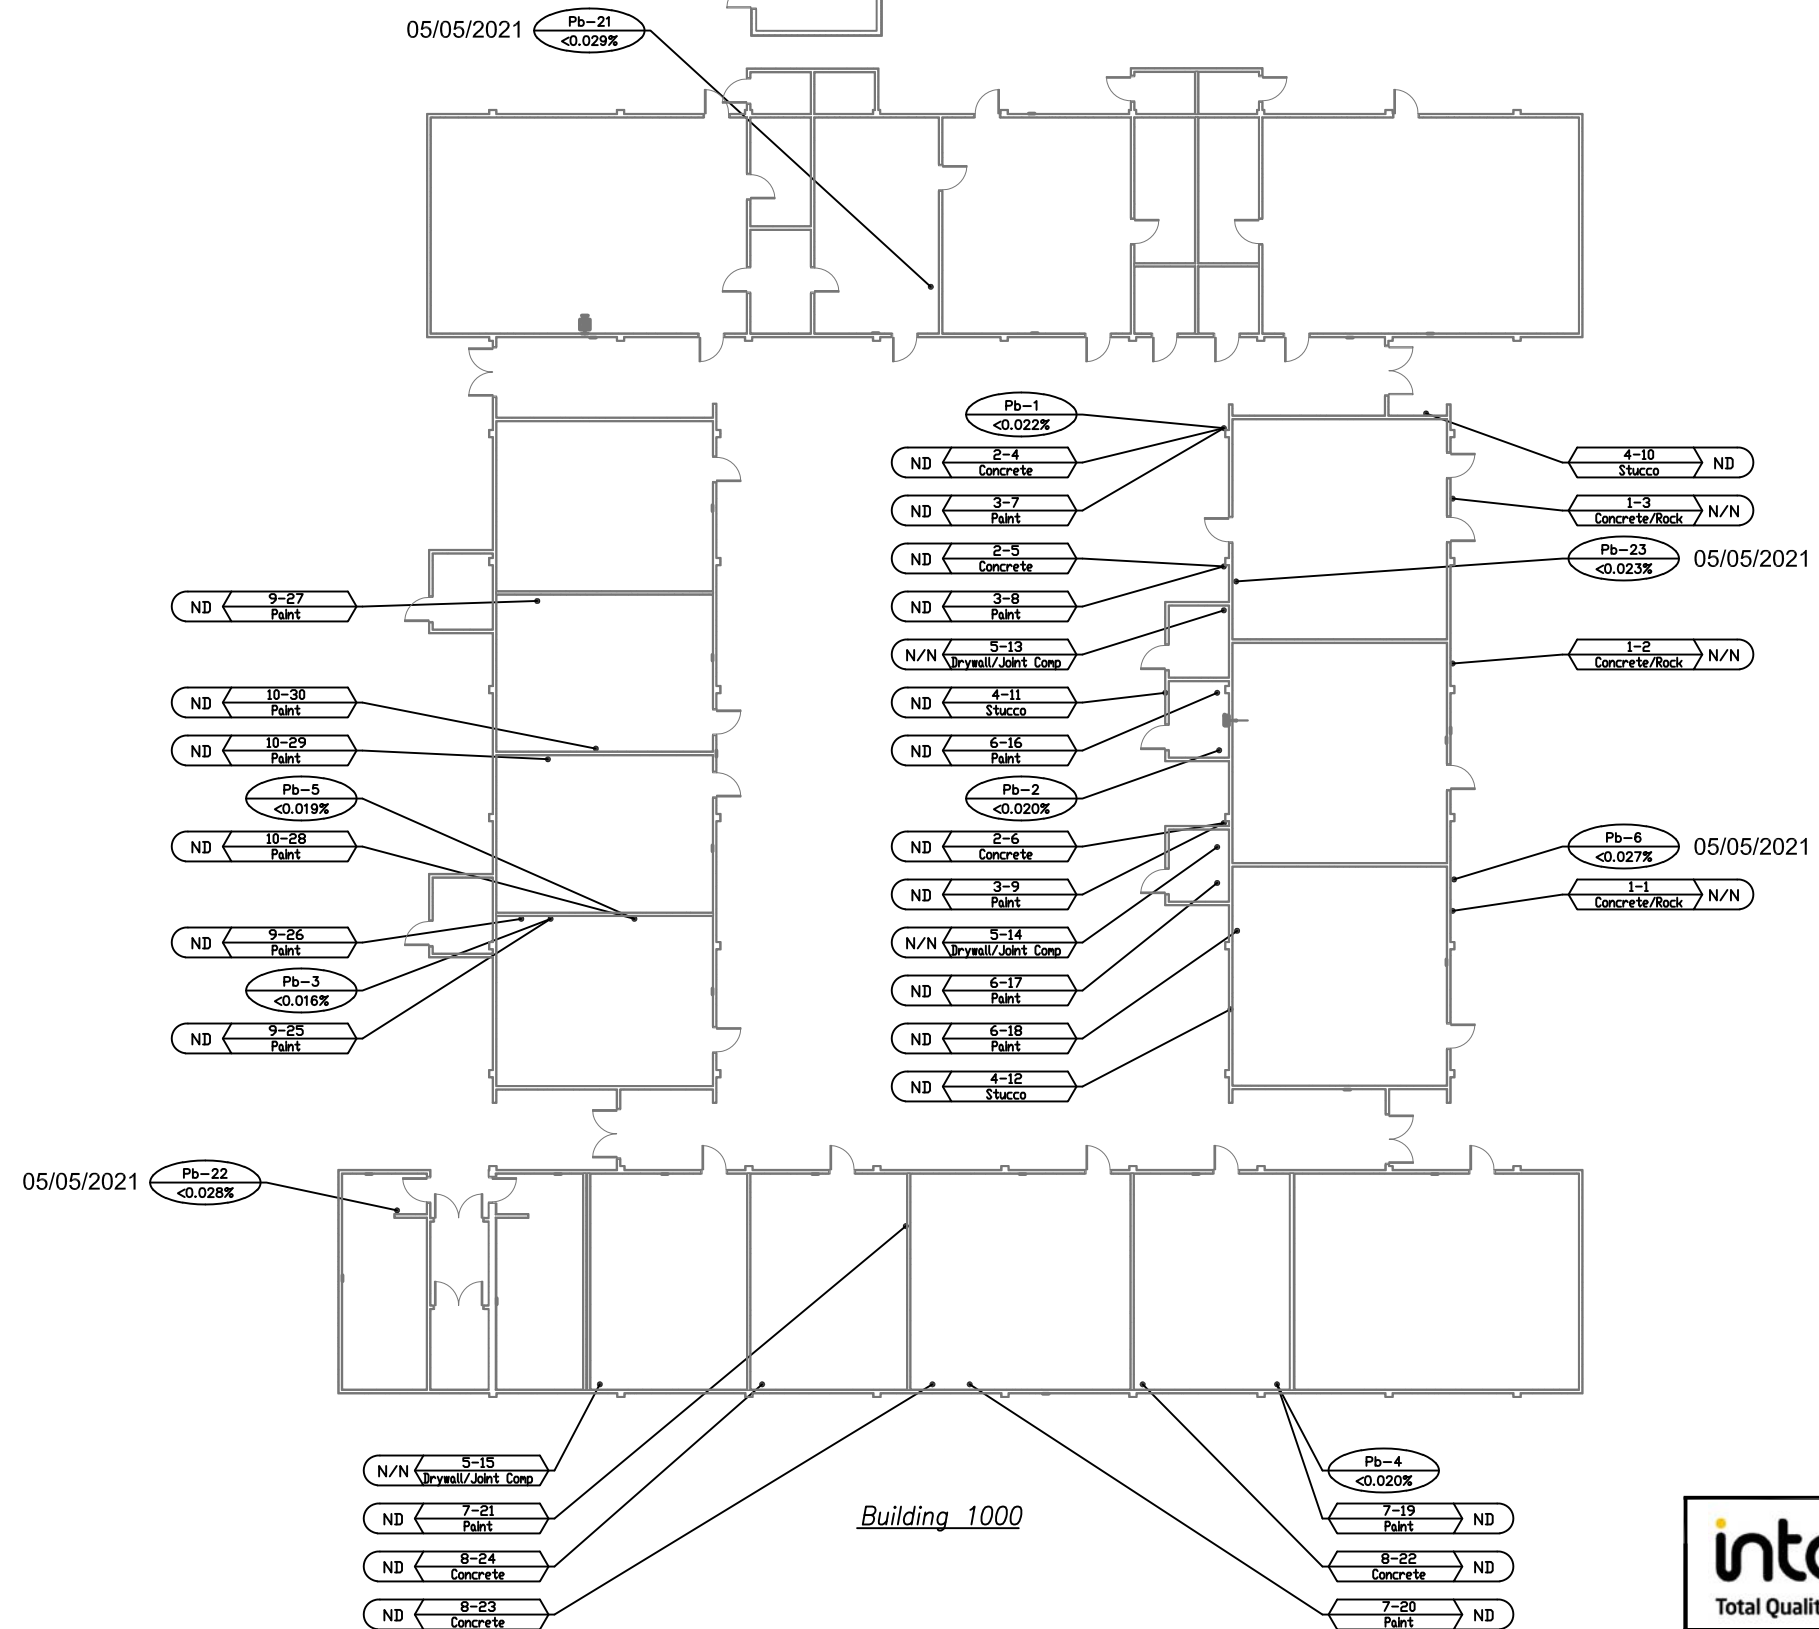 05/05/2021 Pb-21
<0.029%
Pb-1
<0.022%
ND 2-4
Concrete
ND 3-7
Paint
ND 2-5
Concrete
ND 3-8
Paint
N/N 5-13
Drywall/Joint Comp
ND 4-11
Stucco
ND 6-16
Paint
Pb-2
<0.020%
ND 2-6
Concrete
ND 3-9
Paint
N/N 5-14
Drywall/Joint Comp
ND 6-17
Paint
ND 6-18
Paint
ND 4-12
Stucco
4-10 ND
Stucco
1-3 N/N
Concrete/Rock
Pb-23 05/05/2021
<0.023%
1-2 N/N
Concrete/Rock
Pb-6 05/05/2021
<0.027%
1-1 N/N
Concrete/Rock
ND 9-27
Paint
ND 10-30
Paint
ND 10-29
Paint
Pb-5
<0.019%
ND 10-28
Paint
ND 9-26
Paint
Pb-3
<0.016%
ND 9-25
Paint
05/05/2021 Pb-22
<0.028%
N/N 5-15
Drywall/Joint Comp
ND 7-21
Paint
ND 8-24
Concrete
ND 8-23
Concrete
Building 1000
Pb-4
<0.020%
7-19 ND
Paint
8-22 ND
Concrete
7-20 ND
Paint
Total